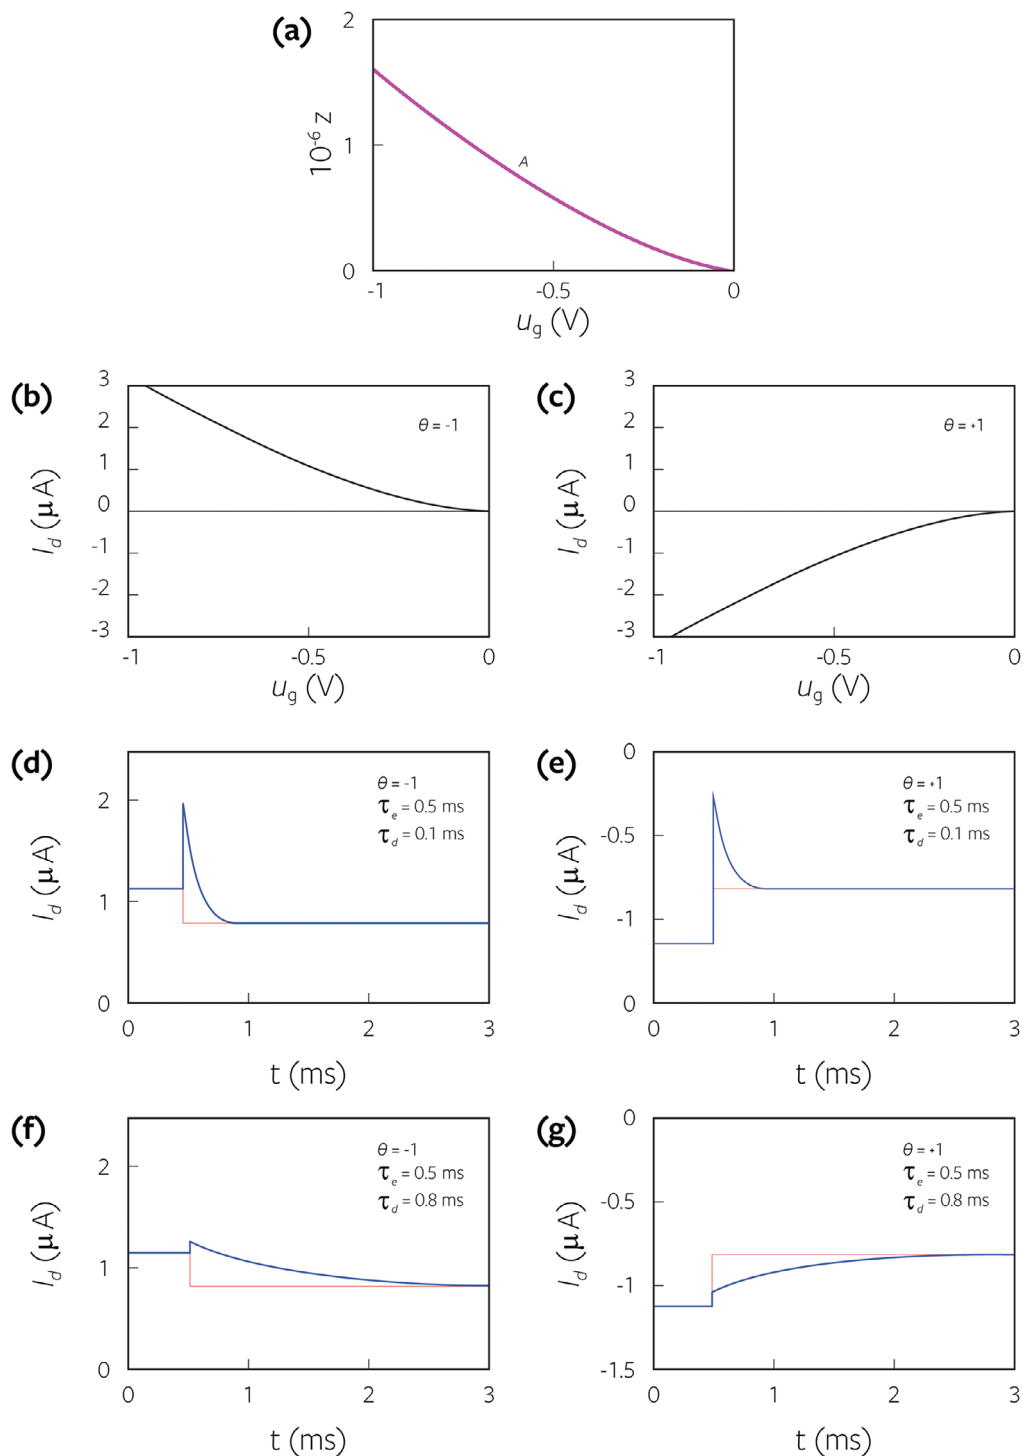 (a)
2
1
0
10⁻⁶ z
A
-1
-0.5
0
u_g (V)
(b)
3
2
1
0
-1
-2
-3
I_d (μA)
θ = -1
-1
-0.5
0
u_g (V)
(c)
3
2
1
0
-1
-2
-3
I_d (μA)
θ = +1
-1
-0.5
0
u_g (V)
(d)
2
1
0
I_d (μA)
θ = -1
τ_e = 0.5 ms
τ_d = 0.1 ms
0
1
2
3
t (ms)
(e)
0
-0.5
-1
0
I_d (μA)
θ = +1
τ_e = 0.5 ms
τ_d = 0.1 ms
0
1
2
3
t (ms)
(f)
2
1
0
I_d (μA)
θ = -1
τ_e = 0.5 ms
τ_d = 0.8 ms
0
1
2
3
t (ms)
(g)
0
-0.5
-1.0
-1.5
I_d (μA)
θ = +1
τ_e = 0.5 ms
τ_d = 0.8 ms
0
1
2
3
t (ms)